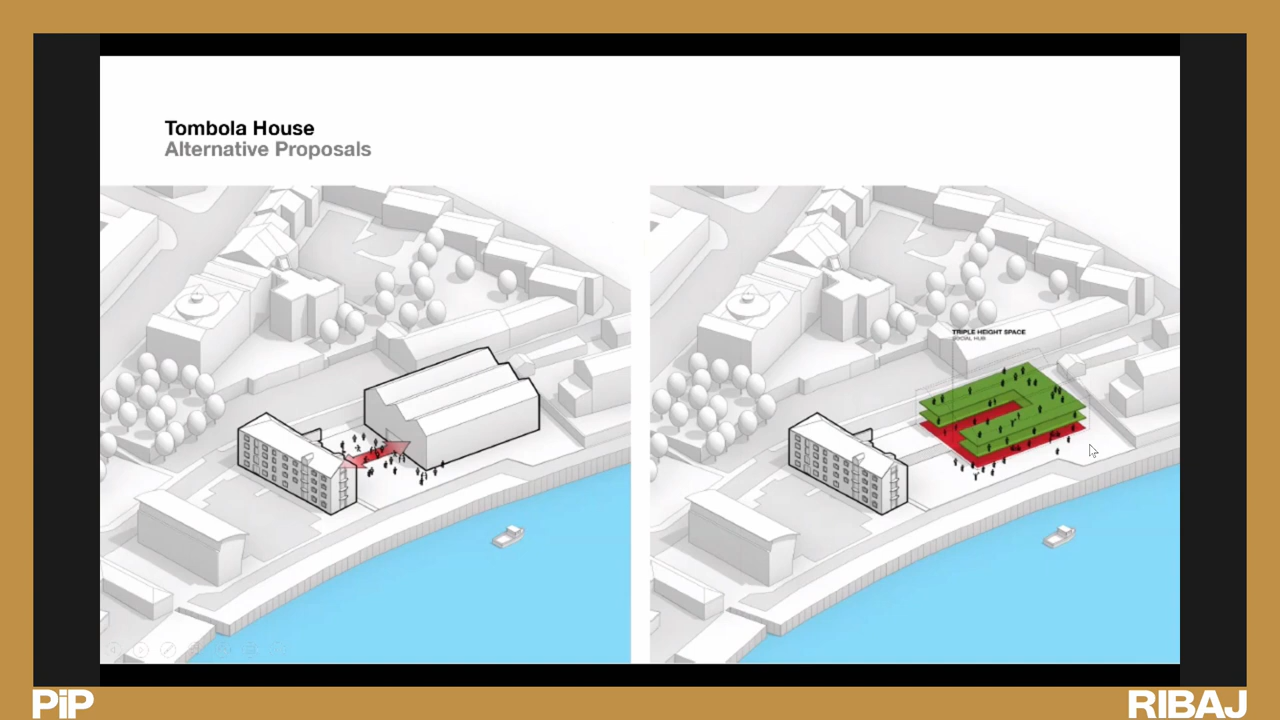 Tombola House
Alternative Proposals
TRIPLE HEIGHT SPACE
SOCIAL HUB
PiP
RIBAJ